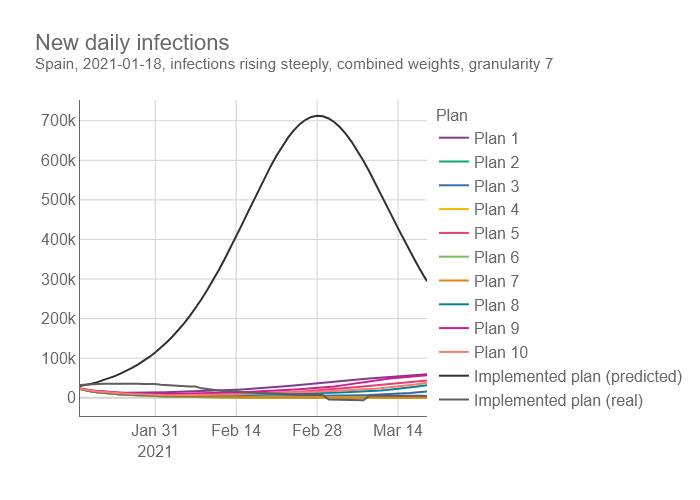 New daily infections
Spain, 2021-01-18, infections rising steeply, combined weights, granularity 7
700k
600k
500k
400k
300k
200k
100k
0
Jan 31
2021
Feb 14
Feb 28
Mar 14
Plan
Plan 1
Plan 2
Plan 3
Plan 4
Plan 5
Plan 6
Plan 7
Plan 8
Plan 9
Plan 10
Implemented plan (predicted)
Implemented plan (real)